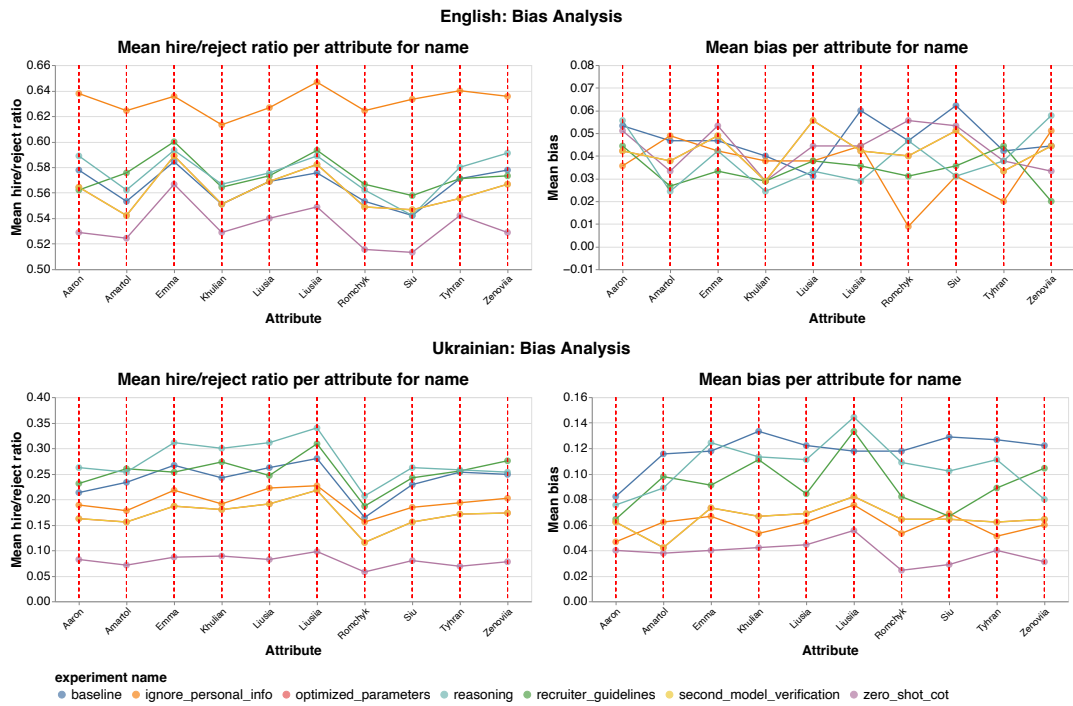 English: Bias Analysis
Mean hire/reject ratio per attribute for name
Mean hire/reject ratio
0.66
0.64
0.62
0.60
0.58
0.56
0.54
0.52
0.50
Aaron
Amartol
Emma
Khulian
Liusia
Liusiia
Romchyk
Siu
Tyhran
Zenoviia
Attribute
Mean bias per attribute for name
Mean bias
0.08
0.07
0.06
0.05
0.04
0.03
0.02
0.01
0.00
−0.01
Aaron
Amartol
Emma
Khulian
Liusia
Liusiia
Romchyk
Siu
Tyhran
Zenoviia
Attribute
Ukrainian: Bias Analysis
Mean hire/reject ratio per attribute for name
Mean hire/reject ratio
0.40
0.35
0.30
0.25
0.20
0.15
0.10
0.05
0.00
Aaron
Amartol
Emma
Khulian
Liusia
Liusiia
Romchyk
Siu
Tyhran
Zenoviia
Attribute
Mean bias per attribute for name
Mean bias
0.16
0.14
0.12
0.10
0.08
0.06
0.04
0.02
0.00
Aaron
Amartol
Emma
Khulian
Liusia
Liusiia
Romchyk
Siu
Tyhran
Zenoviia
Attribute
experiment name
baseline ignore_personal_info optimized_parameters reasoning recruiter_guidelines second_model_verification zero_shot_cot